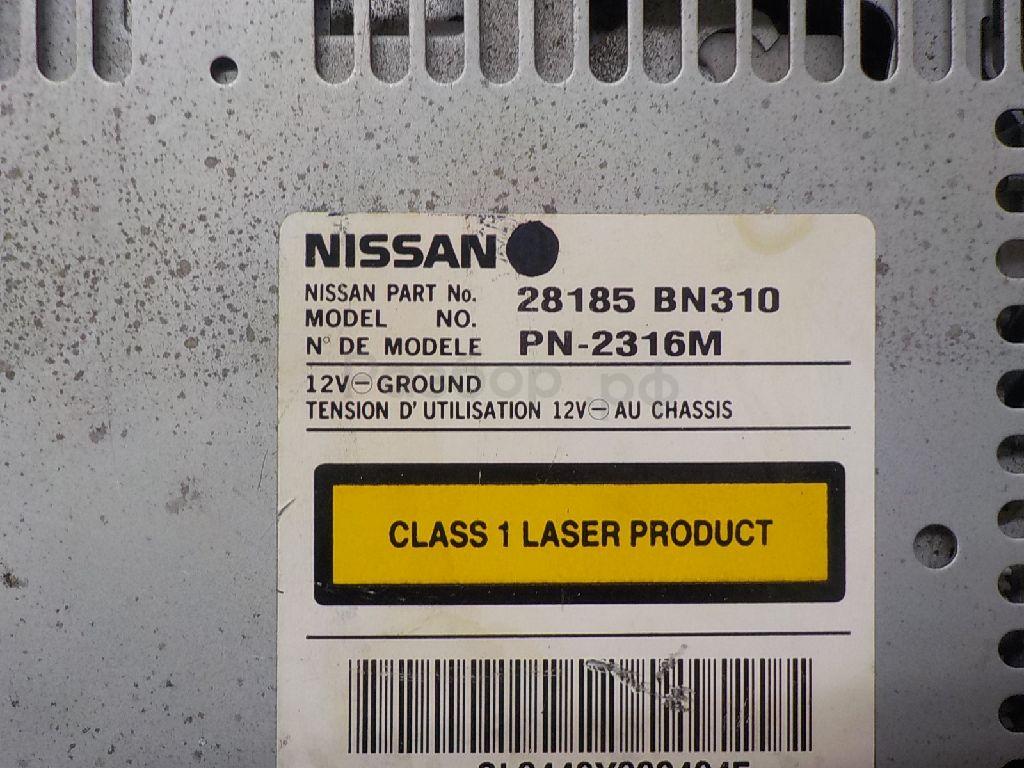 NISSAN
NISSAN PART No. 28185 BN310
MODEL NO.
N° DE MODELE PN-2316M
12V⊖GROUND
TENSION D'UTILISATION 12V⊖AU CHASSIS
CLASS 1 LASER PRODUCT